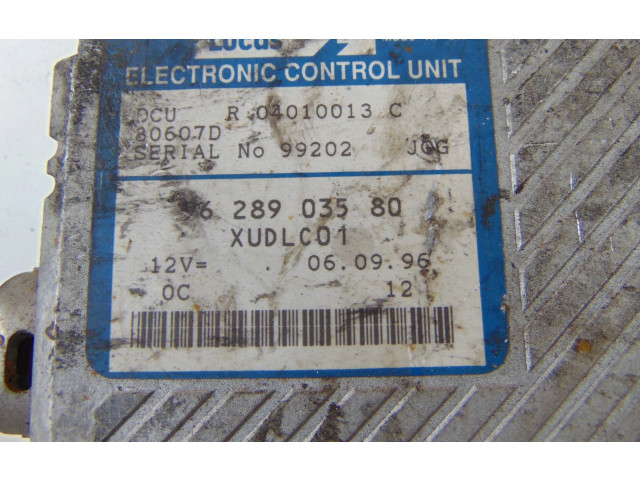 Lucas
ELECTRONIC CONTROL UNIT
DCU R 04010013 C
80607D
SERIAL No 99202 JCG
96 289 035 80
XUDLC01
12V= . 06.09.96
0C 12